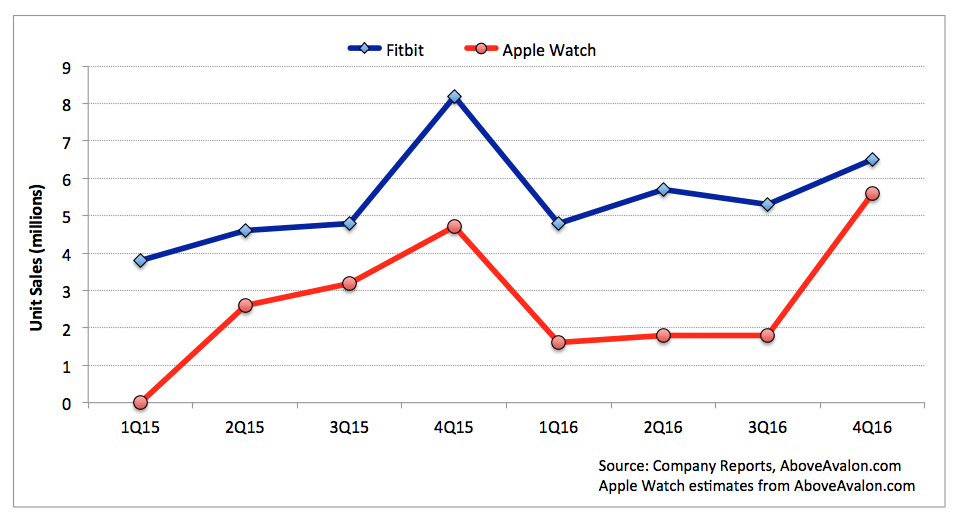 Fitbit
Apple Watch
9
8
7
6
5
4
3
2
1
0
Unit Sales (millions)
1Q15 2Q15 3Q15 4Q15 1Q16 2Q16 3Q16 4Q16
Source: Company Reports, AboveAvalon.com
Apple Watch estimates from AboveAvalon.com